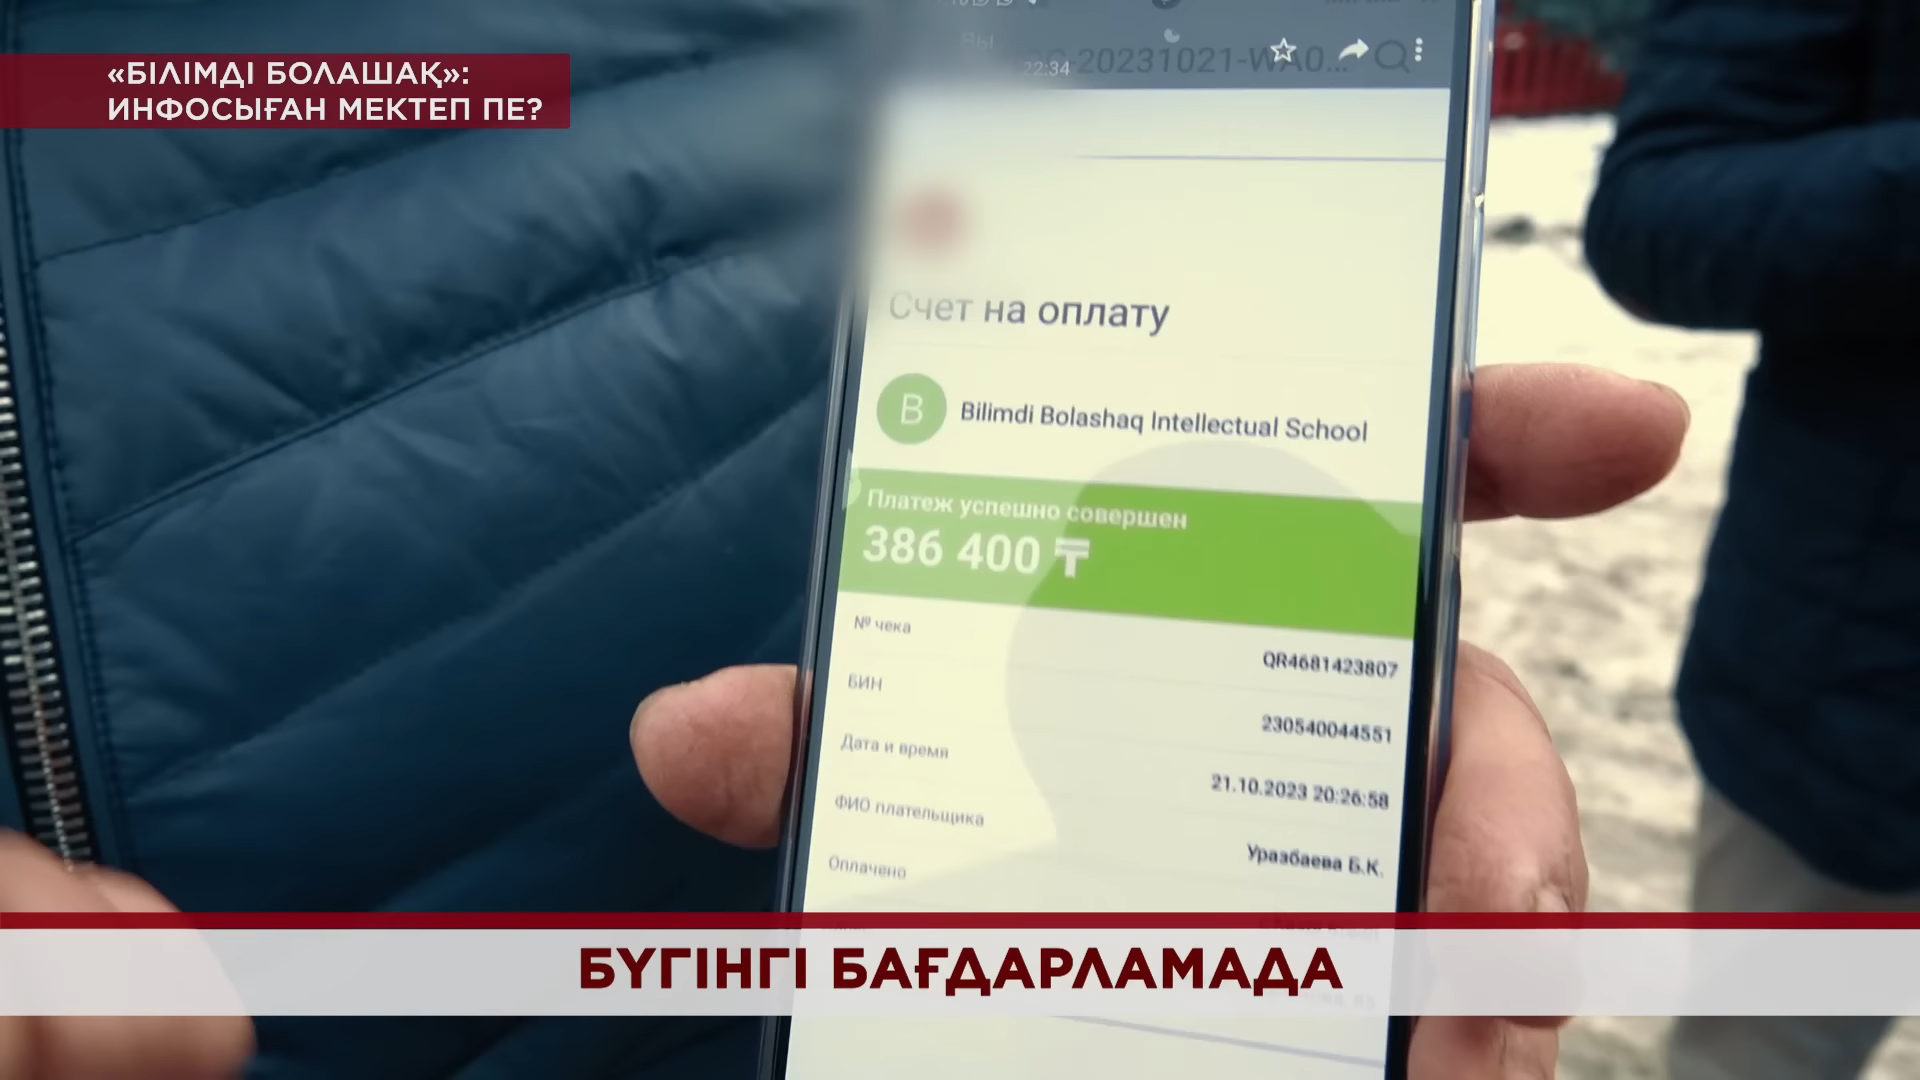 «БІЛІМДІ БОЛАШАҚ»:
ИНФОСЫҒАН МЕКТЕП ПЕ?
22:34
20231021-WA0...
Счет на оплату
B
Bilimdi Bolashaq Intellectual School
Платеж успешно совершен
386 400 ₸
№ чека
QR4681423807
БИН
230540044551
Дата и время
21.10.2023 20:26:58
ФИО плательщика
Уразбаева Б.К.
Оплачено
БҮГІНГІ БАҒДАРЛАМАДА